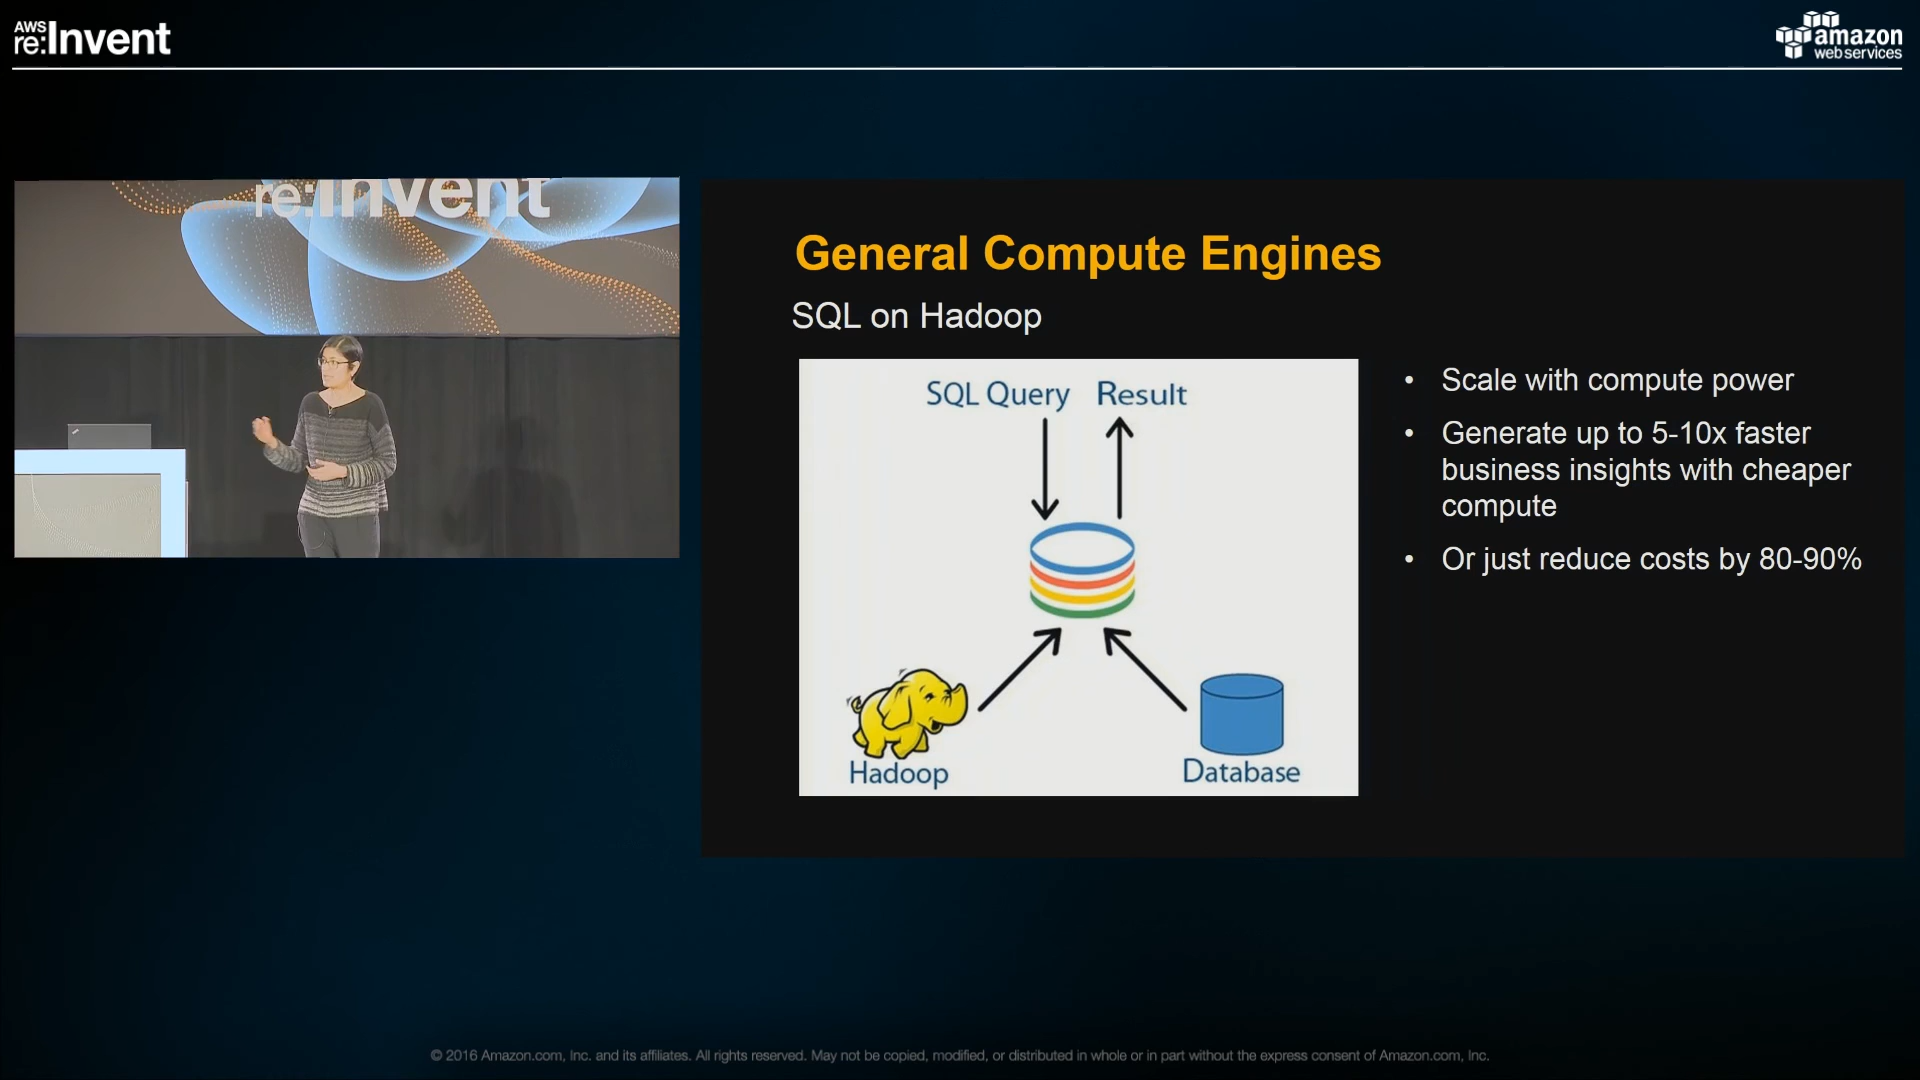 AWS
re:Invent
amazon
web services
re:Invent
General Compute Engines
SQL on Hadoop
SQL Query Result
Hadoop
Database
• Scale with compute power
• Generate up to 5-10x faster
business insights with cheaper
compute
• Or just reduce costs by 80-90%
© 2016 Amazon.com, Inc. and its affiliates. All rights reserved. May not be copied, modified, or distributed in whole or in part without the express consent of Amazon.com, Inc.